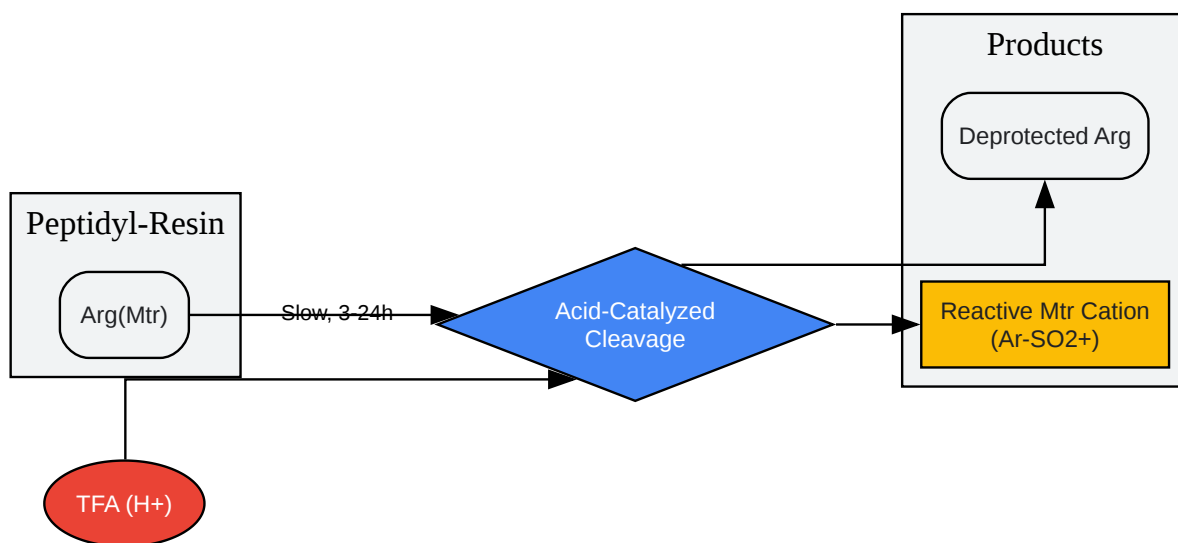 Products
Deprotected Arg
Peptidyl-Resin
Arg(Mtr)
Slow, 3-24h
Acid-Catalyzed
Cleavage
Reactive Mtr Cation
(Ar-SO2+)
TFA (H+)